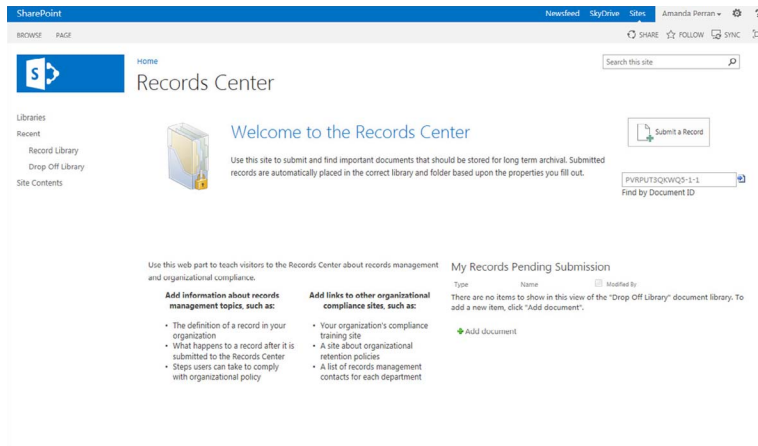 SharePoint
Newsfeed SkyDrive Sites Amanda Perran ?
BROWSE PAGE
SHARE FOLLOW SYNC
S
Home
Search this site
Records Center
Libraries
Recent
Record Library
Drop Off Library
Site Contents
Welcome to the Records Center
Use this site to submit and find important documents that should be stored for long term archival. Submitted
records are automatically placed in the correct library and folder based upon the properties you fill out.
Submit a Record
PVRPUT3QKWQ5-1-1
Find by Document ID
Use this web part to teach visitors to the Records Center about records management
and organizational compliance.
Add information about records
management topics, such as:
• The definition of a record in your
organization
• What happens to a record after it is
submitted to the Records Center
• Steps users can take to comply
with organizational policy
Add links to other organizational
compliance sites, such as:
• Your organization's compliance
training site
• A site about organizational
retention policies
• A list of records management
contacts for each department
My Records Pending Submission
Type Name Modified By
There are no items to show in this view of the "Drop Off Library" document library. To
add a new item, click "Add document".
Add document